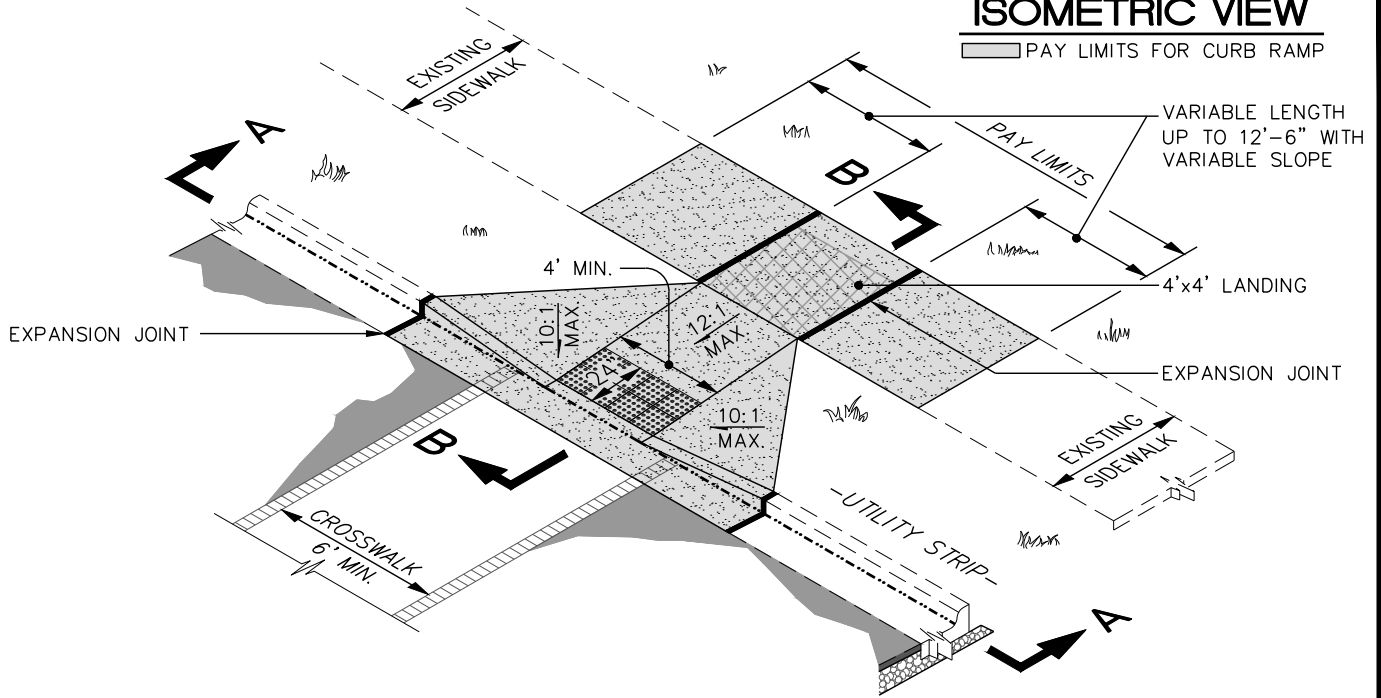 ISOMETRIC VIEW
PAY LIMITS FOR CURB RAMP
EXISTING
SIDEWALK
A
VARIABLE LENGTH
UP TO 12'-6" WITH
VARIABLE SLOPE
PAY LIMITS
B
4' MIN.
4'x4' LANDING
EXPANSION JOINT
10:1
MAX.
12:1
MAX
24"
EXPANSION JOINT
10:1
MAX.
B
EXISTING
SIDEWALK
CROSSWALK
6' MIN.
-UTILITY STRIP-
A